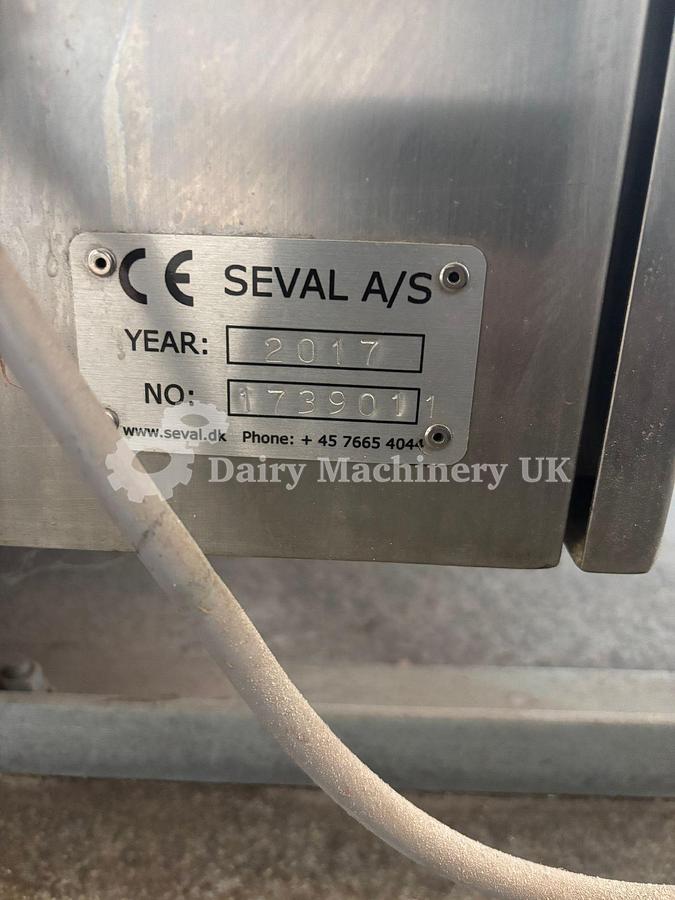 CE SEVAL A/S
YEAR: 2017
NO: 1739011
www.seval.dk Phone: + 45 7665 4044
Dairy Machinery UK